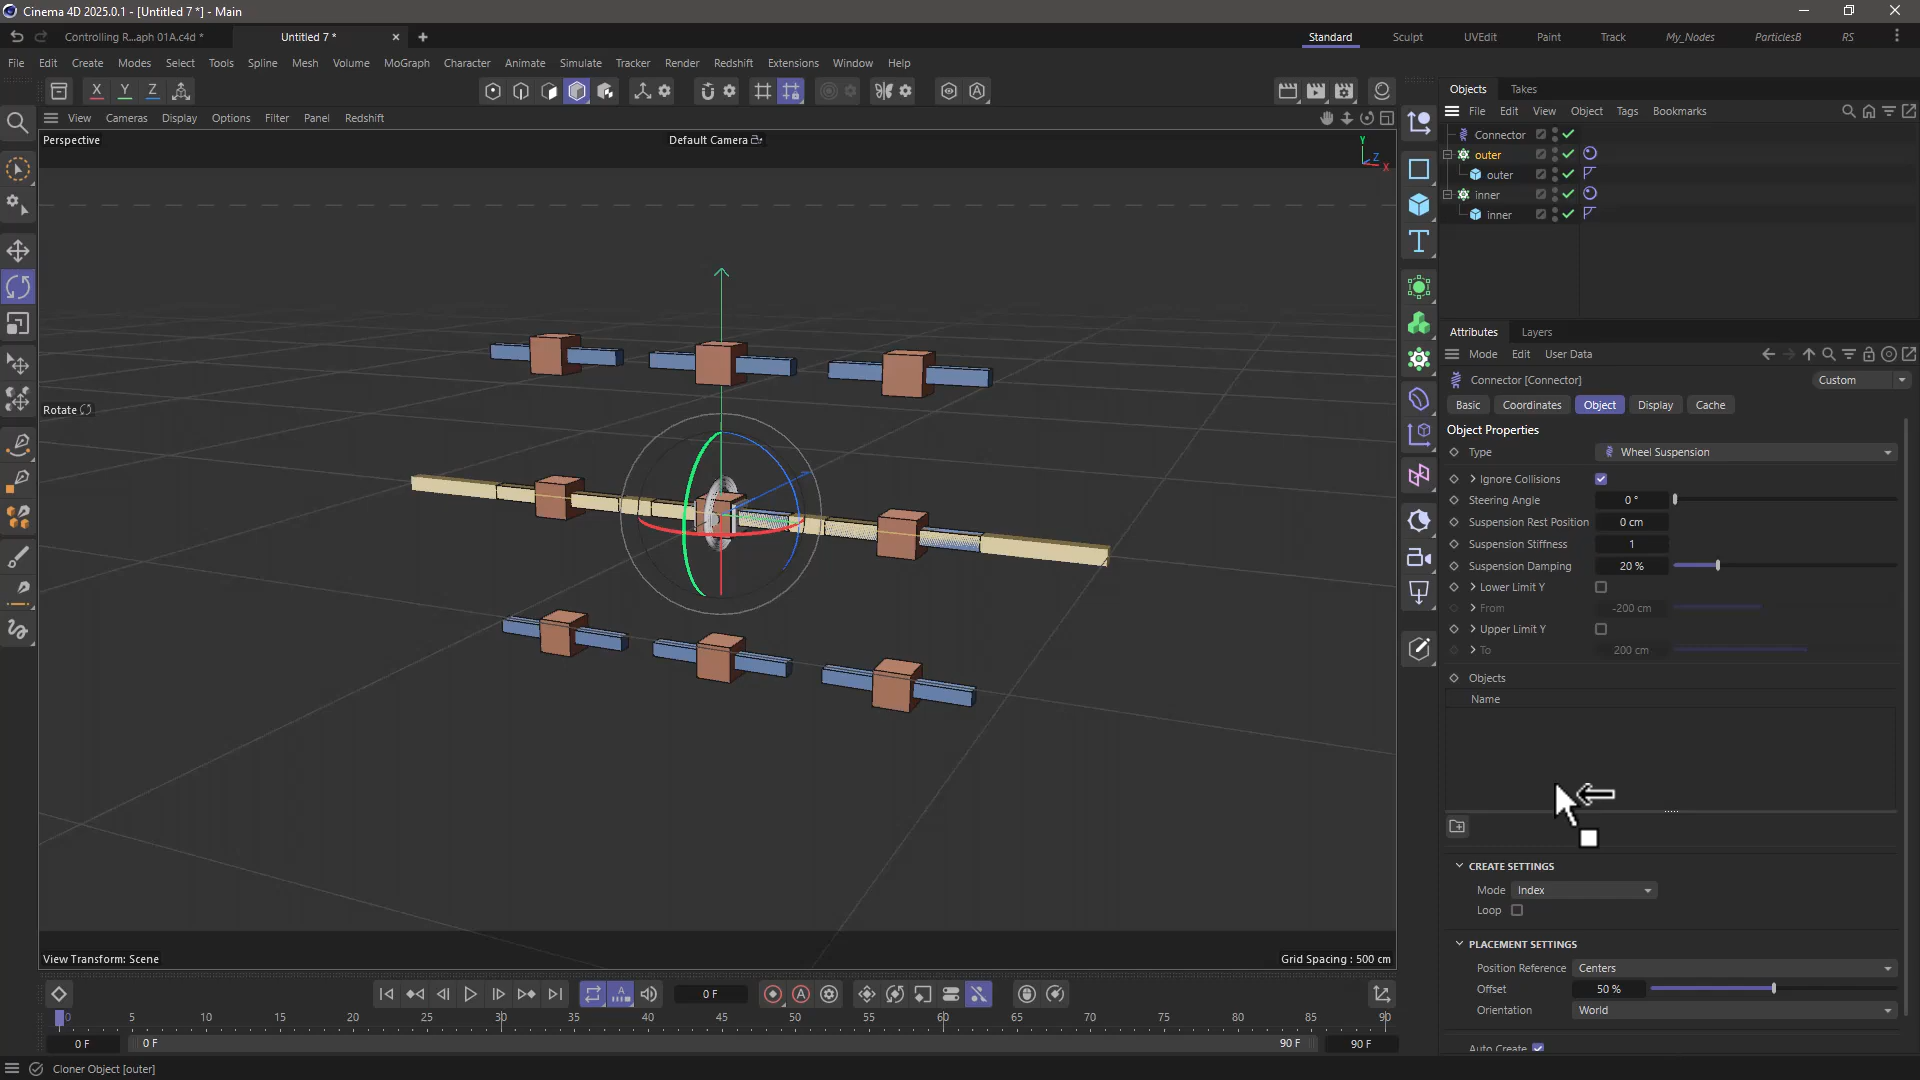 Cinema 4D 2025.0.1 - [Untitled 7 *] - Main
Controlling R...aph 01A.c4d *
Untitled 7 *
Standard
Sculpt
UVEdit
Paint
Track
My_Nodes
ParticlesB
RS
File Edit Create Modes Select Tools Spline Mesh Volume MoGraph Character Animate Simulate Tracker Render Redshift Extensions Window Help
X Y Z
View Cameras Display Options Filter Panel Redshift
Perspective
Default Camera
Y
Z
X
Rotate
View Transform: Scene
Grid Spacing : 500 cm
Objects Takes
File Edit View Object Tags Bookmarks
Connector
outer
outer
inner
inner
Attributes Layers
Mode Edit User Data
Connector [Connector]
Custom
Basic Coordinates Object Display Cache
Object Properties
Type Wheel Suspension
Ignore Collisions
Steering Angle 0 °
Suspension Rest Position 0 cm
Suspension Stiffness 1
Suspension Damping 20 %
Lower Limit Y
From -200 cm
Upper Limit Y
To 200 cm
Objects
Name
CREATE SETTINGS
Mode Index
Loop
PLACEMENT SETTINGS
Position Reference Centers
Offset 50 %
Orientation World
Auto Create
0 F
0 5 10 15 20 25 30 35 40 45 50 55 60 65 70 75 80 85 90
0 F 0 F 90 F 90 F
Cloner Object [outer]